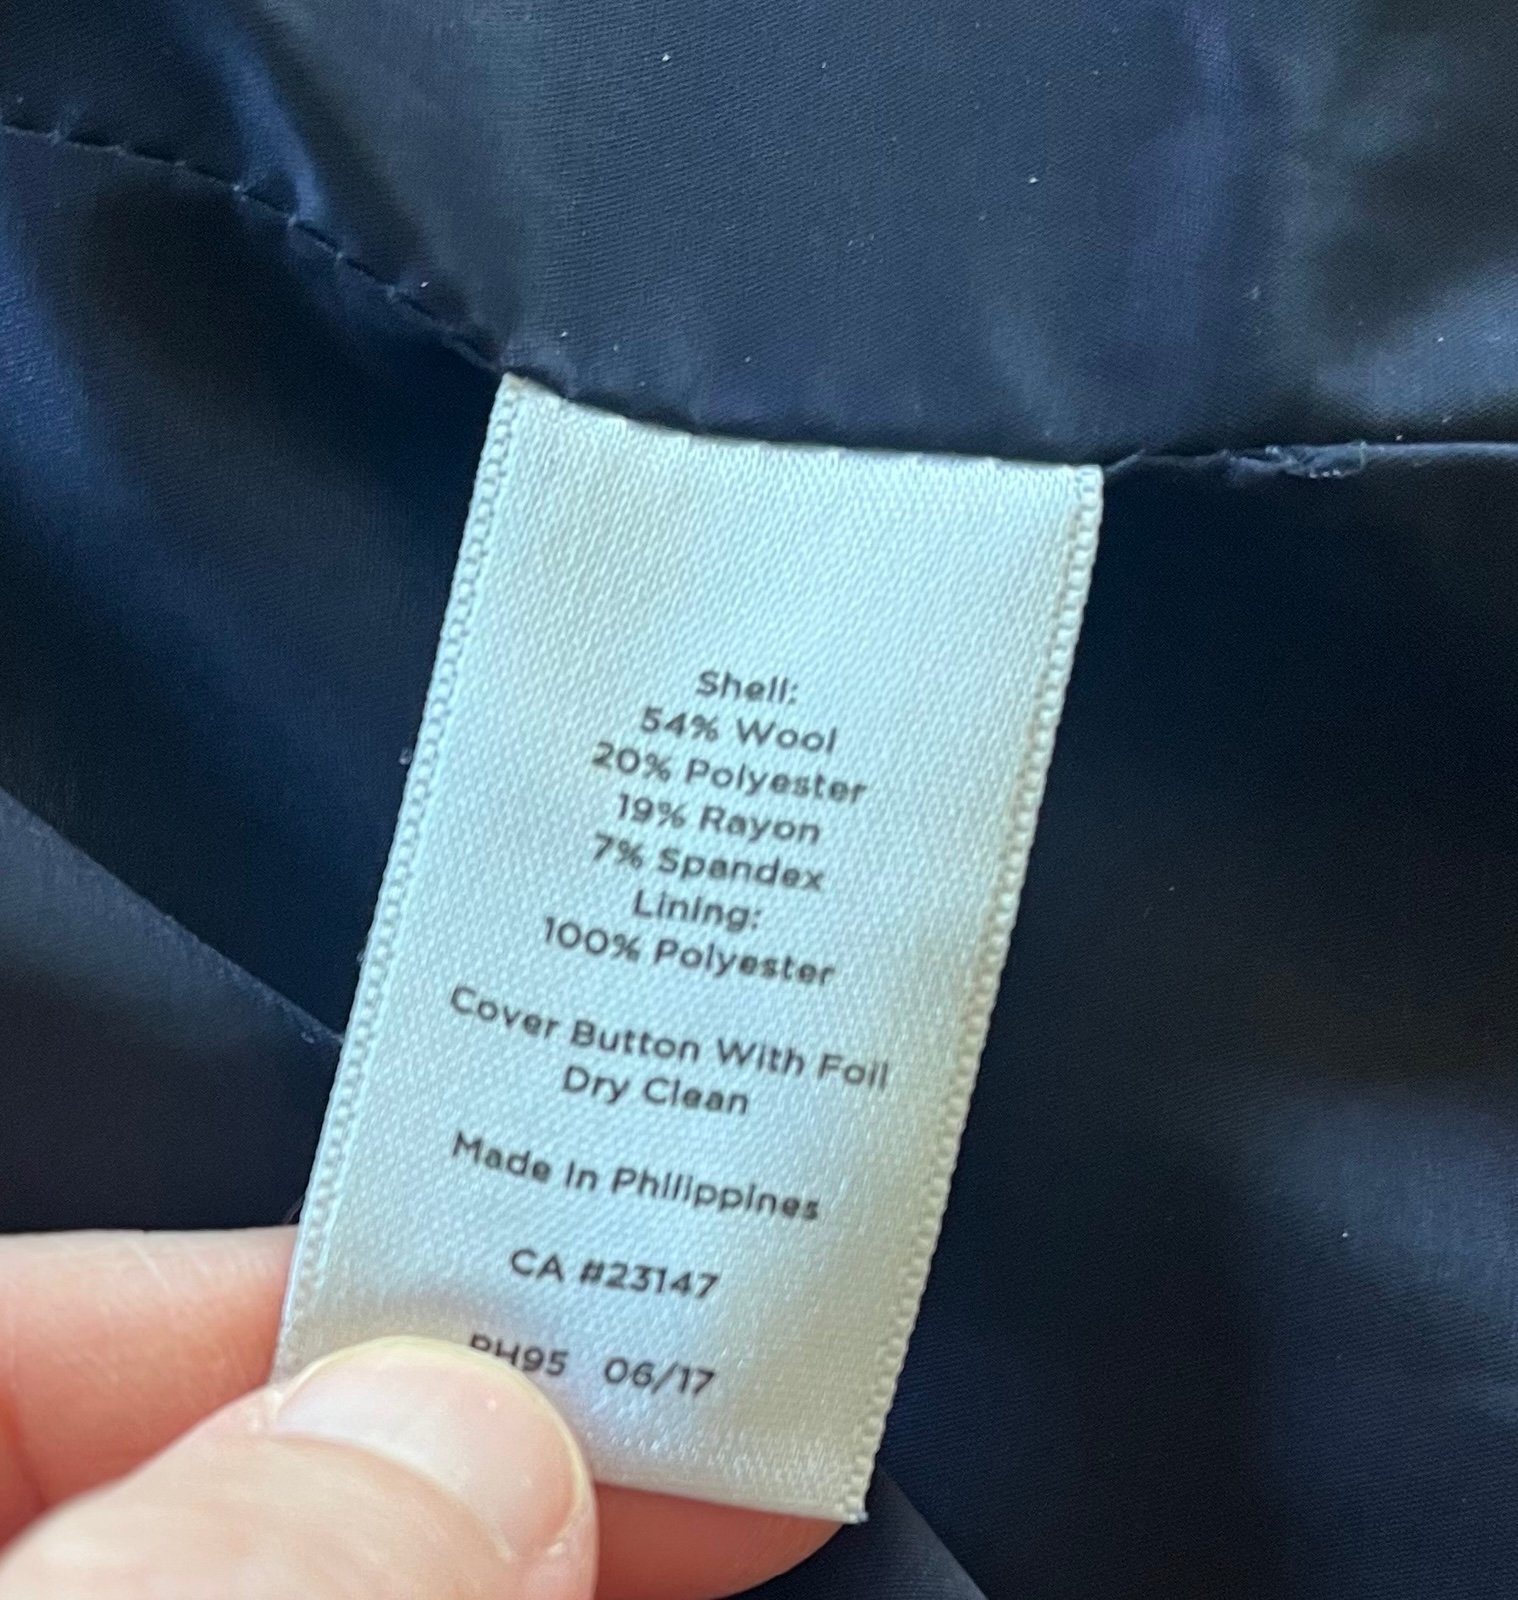 Shell:
54% Wool
20% Polyester
19% Rayon
7% Spandex
Lining:
100% Polyester
Cover Button With Foil
Dry Clean
Made In Philippines
CA #23147
PH95 06/17